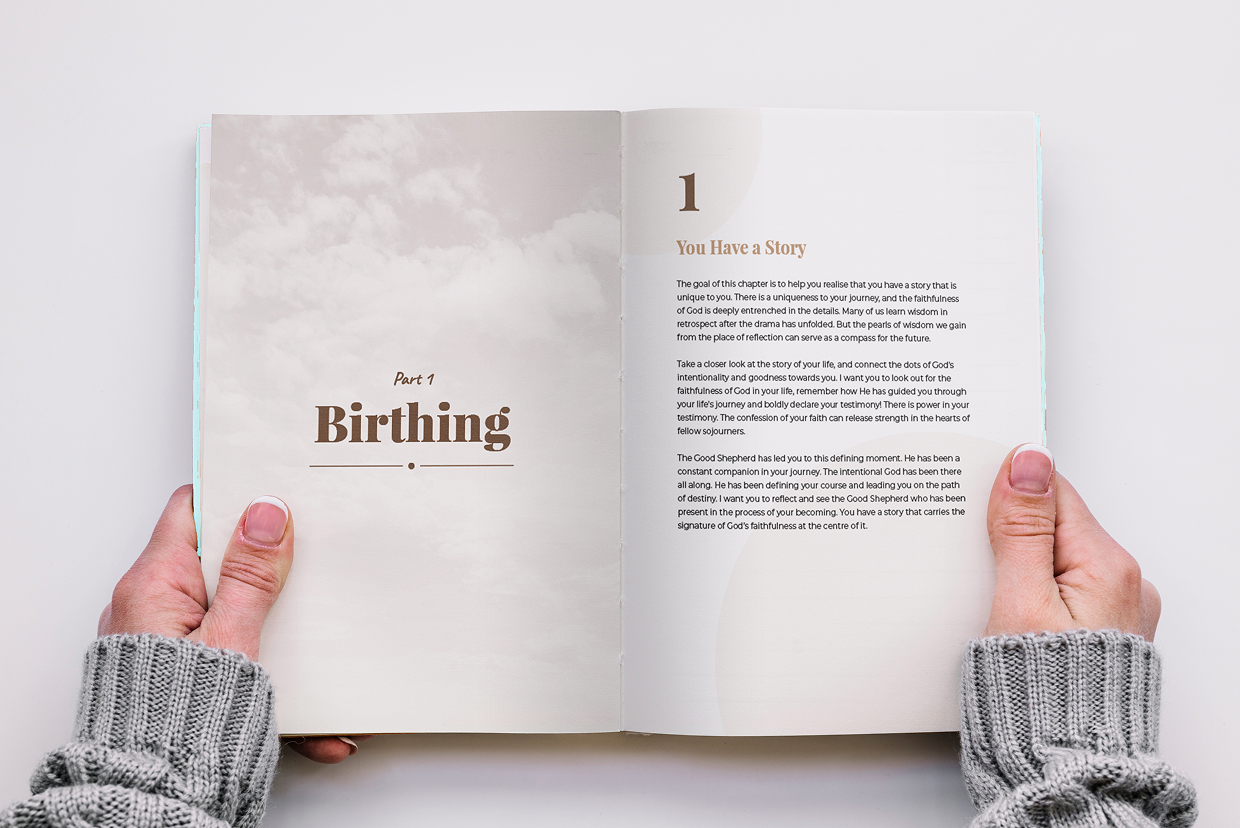 Part 1
Birthing
1
You Have a Story
The goal of this chapter is to help you realise that you have a story that is
unique to you. There is a uniqueness to your journey, and the faithfulness
of God is deeply entrenched in the details. Many of us learn wisdom in
retrospect after the drama has unfolded. But the pearls of wisdom we gain
from the place of reflection can serve as a compass for the future.
Take a closer look at the story of your life, and connect the dots of God's
intentionality and goodness towards you. I want you to look out for the
faithfulness of God in your life, remember how He has guided you through
your life's journey and boldly declare your testimony! There is power in your
testimony. The confession of your faith can release strength in the hearts of
fellow sojourners.
The Good Shepherd has led you to this defining moment. He has been a
constant companion in your journey. The intentional God has been there
all along. He has been defining your course and leading you on the path
of destiny. I want you to reflect and see the Good Shepherd who has been
present in the process of your becoming. You have a story that carries the
signature of God's faithfulness at the centre of it.